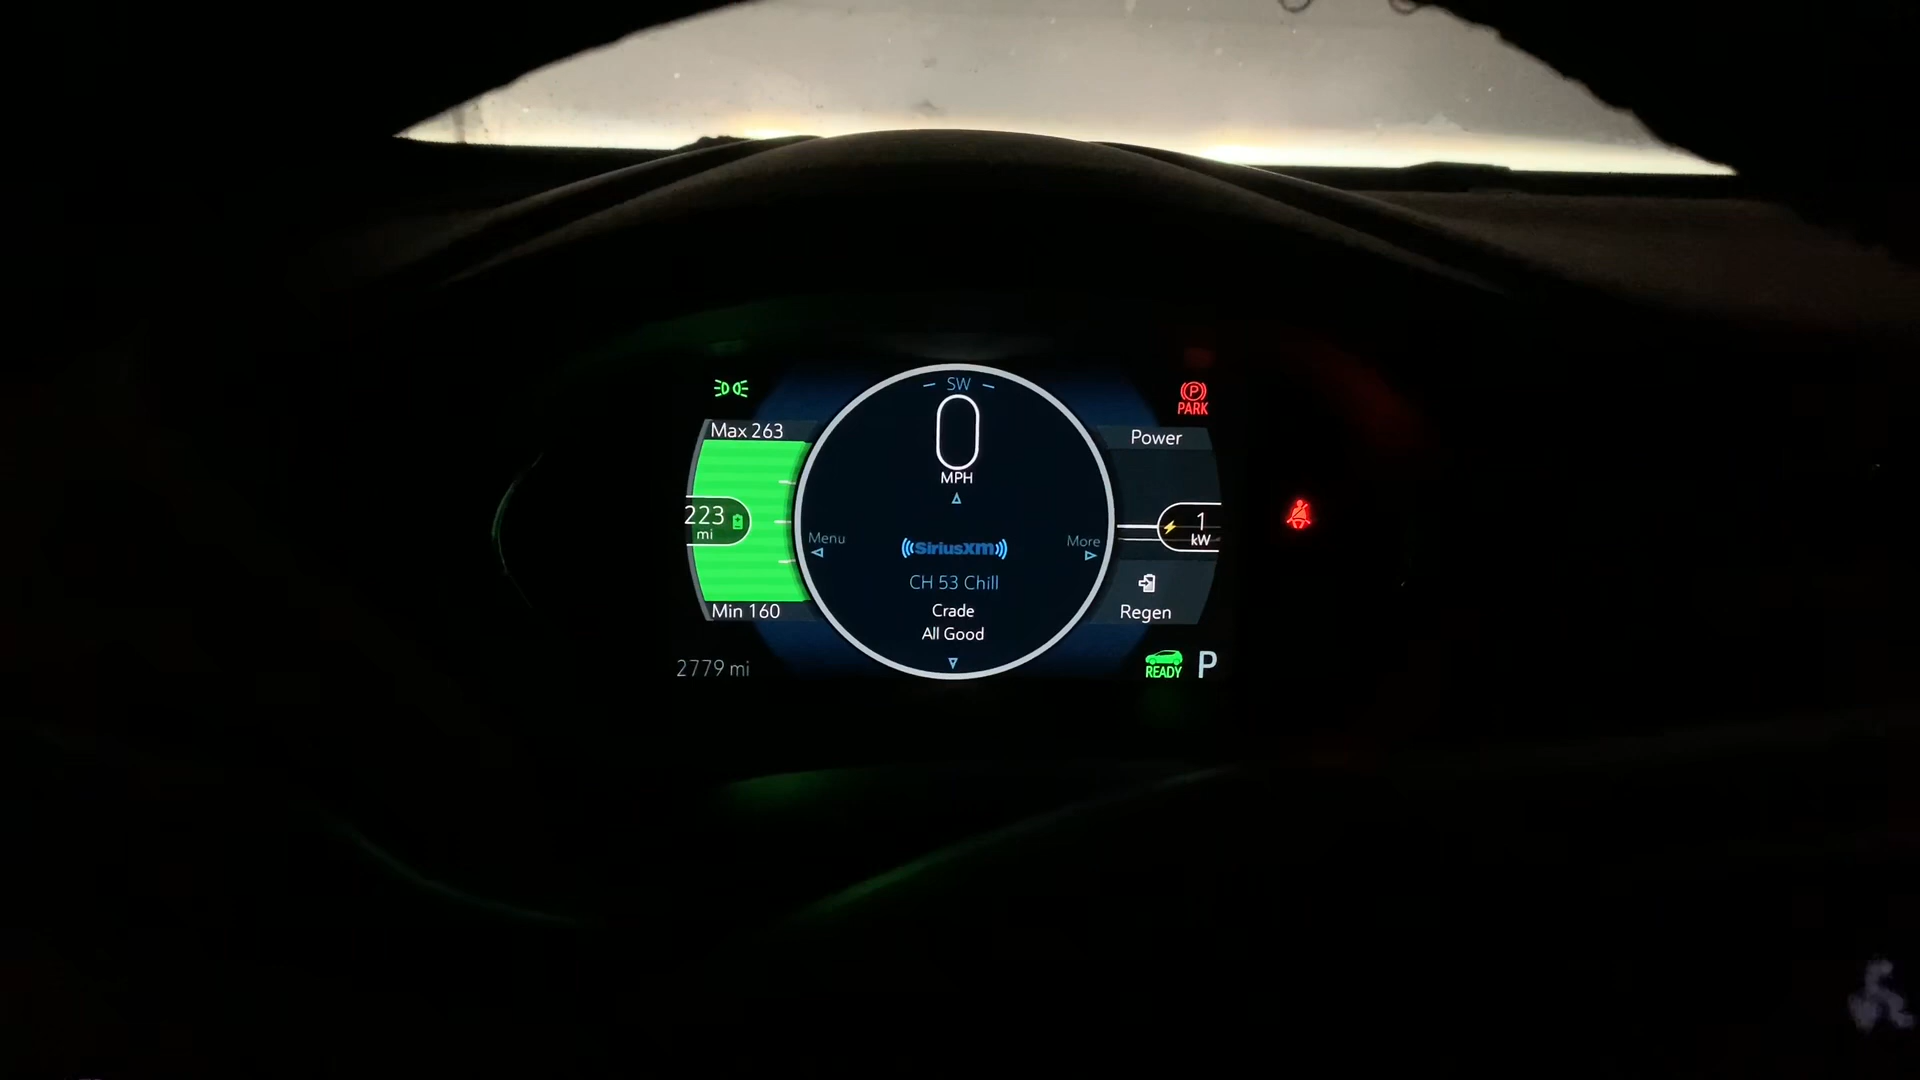 SW
0
MPH
P
PARK
Max 263
Power
223
mi
1
kW
Menu
More
((SiriusXM))
CH 53 Chill
Crade
All Good
Min 160
Regen
2779 mi
READY
P